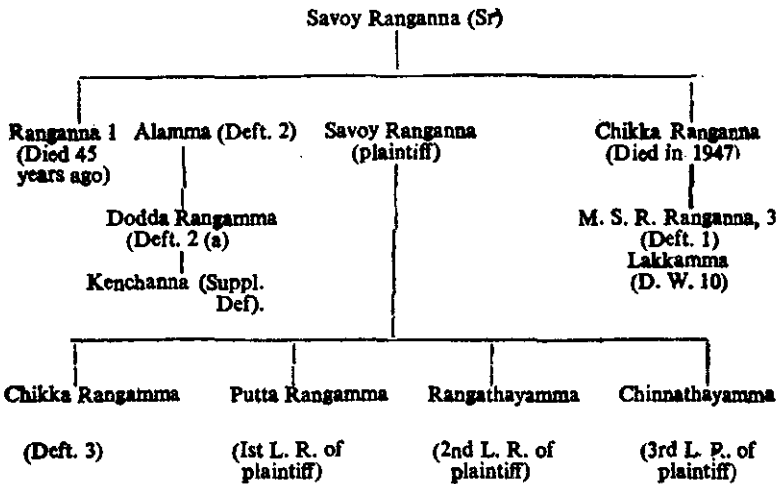 Savoy Ranganna (Sr)
Ranganna 1 Alamma (Deft. 2) Savoy Ranganna Chikka Ranganna
(Died 45 (plaintiff) (Died in 1947)
years ago)
Dodda Rangamma M. S. R. Ranganna, 3
(Deft. 2 (a) (Deft. 1)
Lakkamma
Kenchanna (Suppl. (D. W. 10)
Def).
Chikka Rangamma Putta Rangamma Rangathayamma Chinnathayamma
(Deft. 3) (Ist L. R. of (2nd L. R. of (3rd L. P.. of
plaintiff) plaintiff) plaintiff)